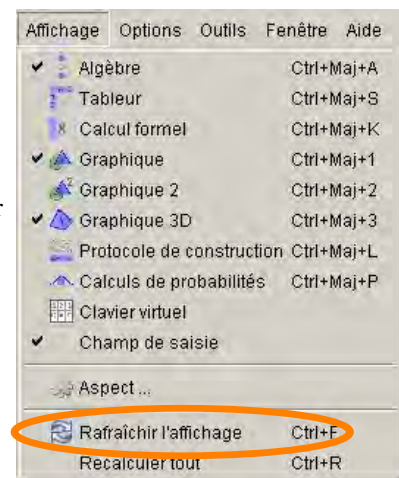 Affichage Options Outils Fenêtre Aide
Algèbre Ctrl+Maj+A
Tableur Ctrl+Maj+S
Calcul formel Ctrl+Maj+K
Graphique Ctrl+Maj+1
Graphique 2 Ctrl+Maj+2
Graphique 3D Ctrl+Maj+3
Protocole de construction Ctrl+Maj+L
Calculs de probabilités Ctrl+Maj+P
Clavier virtuel
Champ de saisie
Aspect ...
Rafraîchir l'affichage Ctrl+F
Recalculer tout Ctrl+R